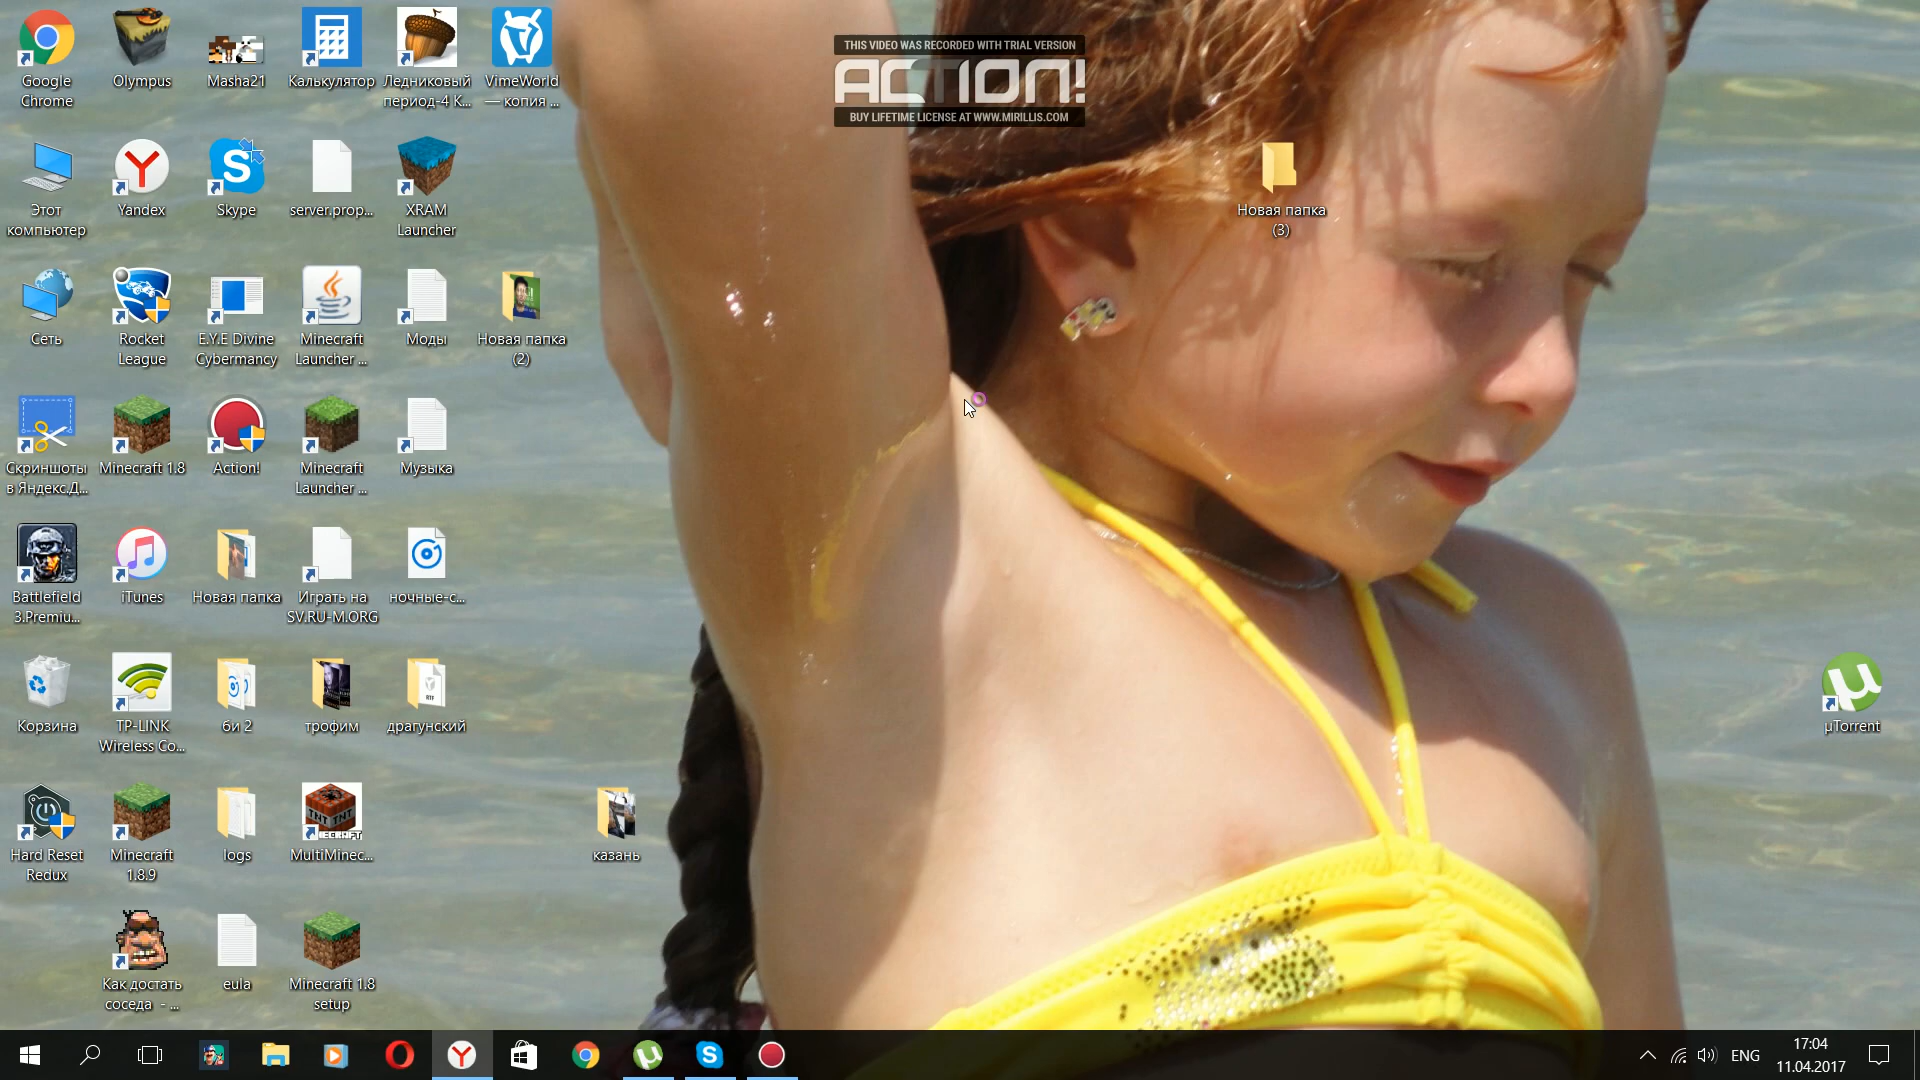 THIS VIDEO WAS RECORDED WITH TRIAL VERSION
ACTION!
BUY LIFETIME LICENSE AT WWW.MIRILLIS.COM
Google
Chrome
Olympus
Masha21
Калькулятор
Ледниковый
период-4 К...
VimeWorld
— копия ...
Этот
компьютер
Yandex
Skype
server.prop...
XRAM
Launcher
Новая папка
(3)
Сеть
Rocket
League
E.Y.E Divine
Cybermancy
Minecraft
Launcher ...
Моды
Новая папка
(2)
Скриншоты
в Яндекс.Д...
Minecraft 1.8
Action!
Minecraft
Launcher ...
Музыка
Battlefield
3.Premiu...
iTunes
Новая папка
Играть на
SV.RU-M.ORG
ночные-с...
Корзина
TP-LINK
Wireless Co...
би 2
трофим
RTF
драгунский
µTorrent
Hard Reset
Redux
Minecraft
1.8.9
logs
TNT TNT
MultiMinec...
казань
Как достать
соседа - ...
eula
Minecraft 1.8
setup
ENG
17:04
11.04.2017